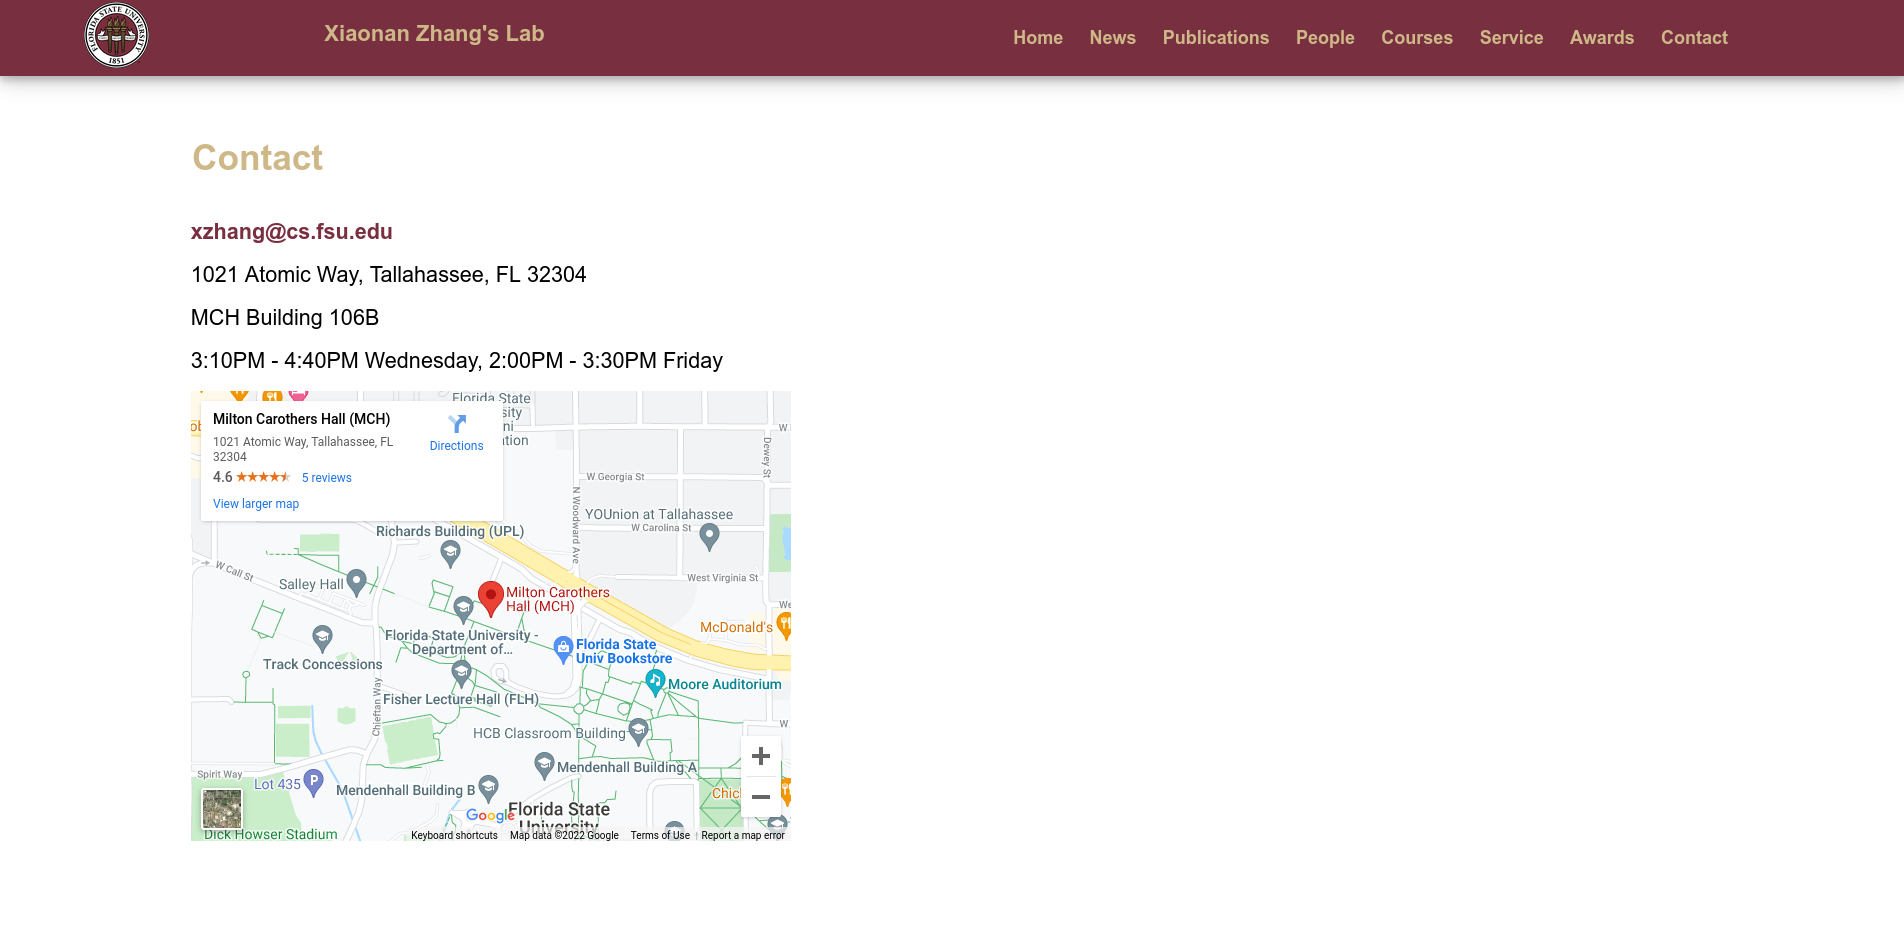 FLORIDA STATE UNIVERSITY
1851
Xiaonan Zhang's Lab
Home
News
Publications
People
Courses
Service
Awards
Contact
Contact
xzhang@cs.fsu.edu
1021 Atomic Way, Tallahassee, FL 32304
MCH Building 106B
3:10PM - 4:40PM Wednesday, 2:00PM - 3:30PM Friday
Milton Carothers Hall (MCH)
1021 Atomic Way, Tallahassee, FL
32304
4.6
5 reviews
View larger map
Directions
Florida State
W Georgia St
Dewey St
N Woodward Ave
YOUnion at Tallahassee
W Carolina St
Richards Building (UPL)
W Call St
Salley Hall
West Virginia St
Milton Carothers
Hall (MCH)
McDonald's
Florida State University -
Department of...
Florida State
Univ Bookstore
Track Concessions
Moore Auditorium
Chieftan Way
Fisher Lecture Hall (FLH)
HCB Classroom Building
Mendenhall Building A
Spirit Way
Lot 435
P
Mendenhall Building B
Florida State
University
Google
Dick Howser Stadium
Keyboard shortcuts
Map data ©2022 Google
Terms of Use
Report a map error